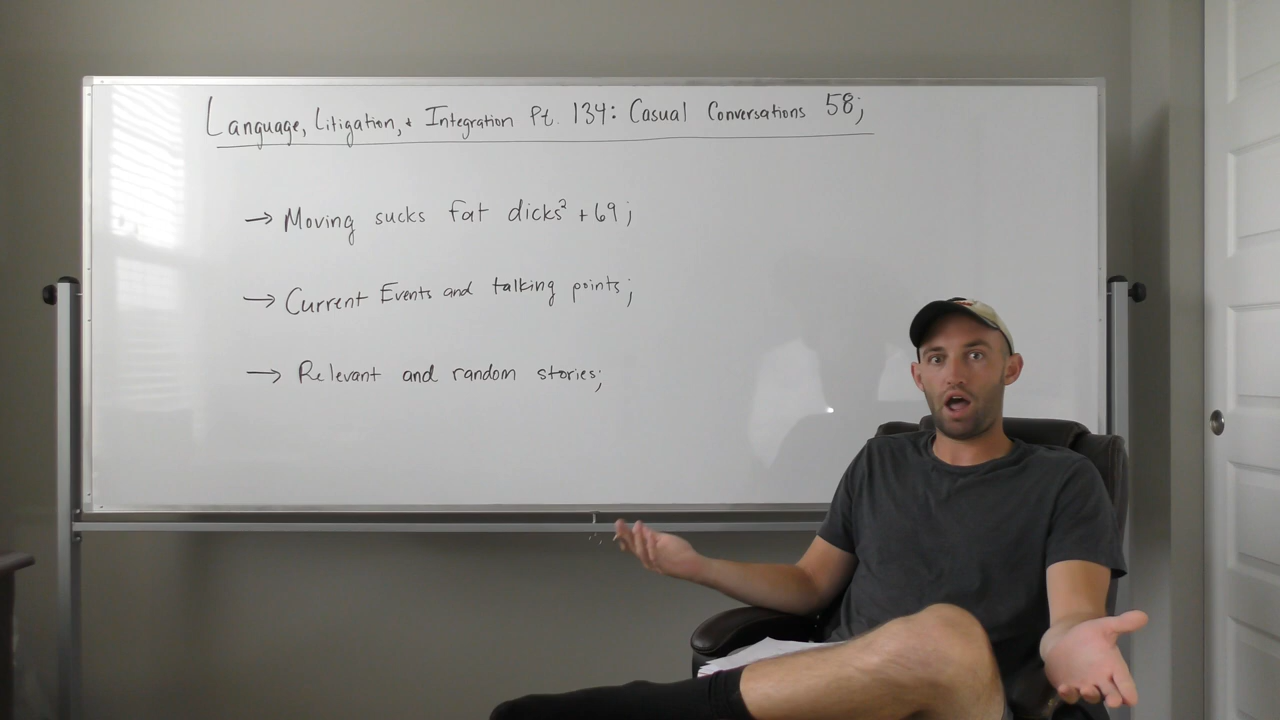 Language, Litigation, + Integration Pt. 134: Casual Conversations 58;
→ Moving sucks fat dicks² + 69;
→ Current Events and talking points;
→ Relevant and random stories;